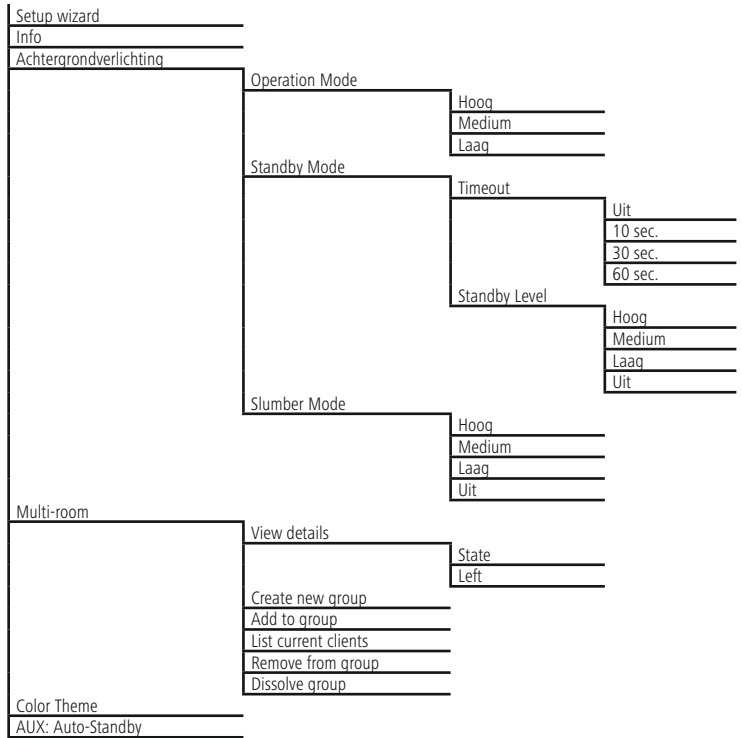 Setup wizard
Info
Achtergrondverlichting
Operation Mode
Hoog
Medium
Laag
Standby Mode
Timeout
Uit
10 sec.
30 sec.
60 sec.
Standby Level
Hoog
Medium
Laag
Uit
Slumber Mode
Hoog
Medium
Laag
Uit
Multi-room
View details
State
Left
Create new group
Add to group
List current clients
Remove from group
Dissolve group
Color Theme
AUX: Auto-Standby